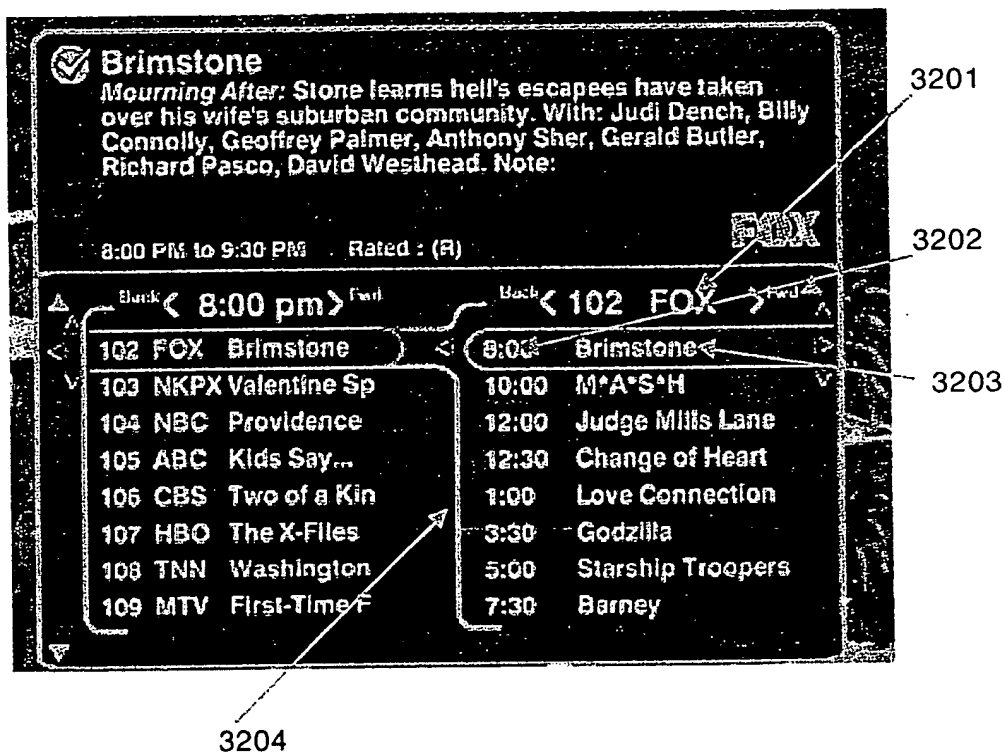 Brimstone
Mourning After: Stone learns hell's escapees have taken
over his wife's suburban community. With: Judi Dench, Billy
Connolly, Geoffrey Palmer, Anthony Sher, Gerald Butler,
Richard Pasco, David Westhead. Note:
FOX
8:00 PM to 9:30 PM Rated : (R)
Back < 8:00 pm > Fwd
Back < 102 FOX > Fwd
102 FOX Brimstone
8:00 Brimstone
103 NKPX Valentine Sp
10:00 M*A*S*H
104 NBC Providence
12:00 Judge Mills Lane
105 ABC Kids Say...
12:30 Change of Heart
106 CBS Two of a Kin
1:00 Love Connection
107 HBO The X-Files
3:30 Godzilla
108 TNN Washington
5:00 Starship Troopers
109 MTV First-Time F
7:30 Barney
3201
3202
3203
3204